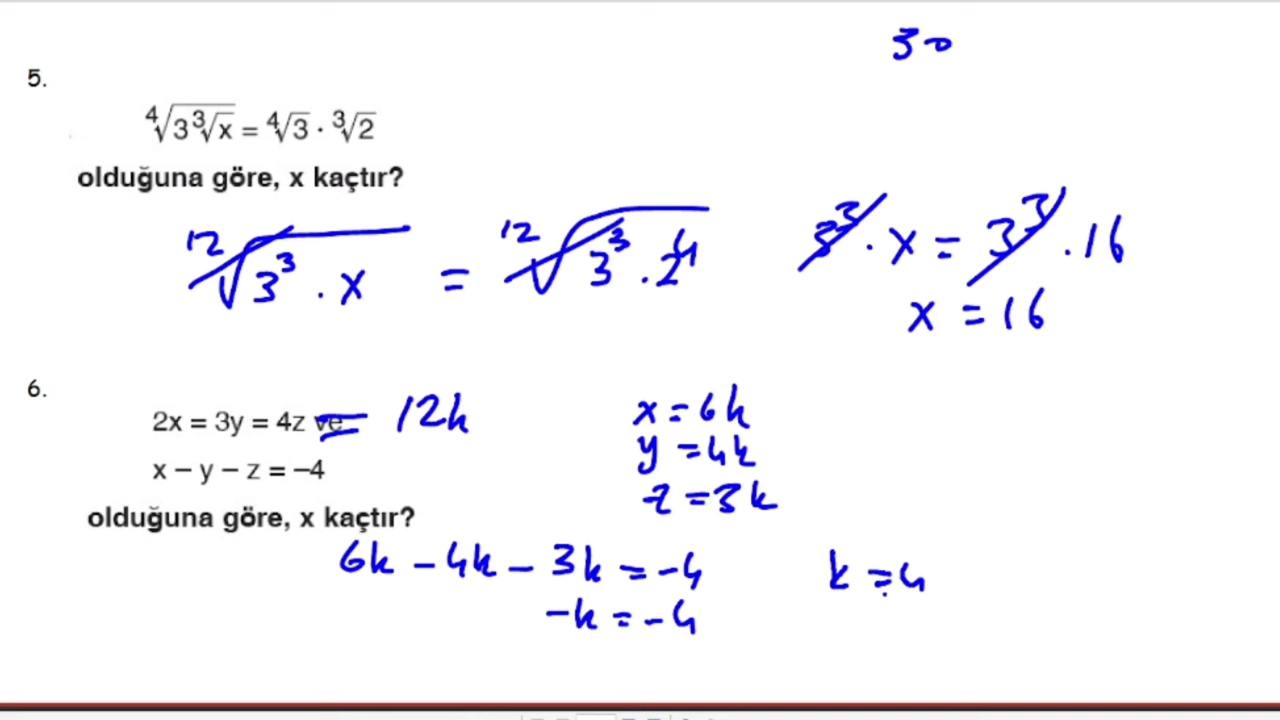 30
5.
⁴√(3³√x) = ⁴√3 · ³√2
olduğuna göre, x kaçtır?
¹²√(3³ . x) = ¹²√(3³ . 2⁴)
3³ . x = 3³ . 16
x = 16
6.
2x = 3y = 4z ve = 12k
x – y – z = –4
olduğuna göre, x kaçtır?
x = 6k
y = 4k
z = 3k
6k – 4k – 3k = –4
–k = –4
k = 4